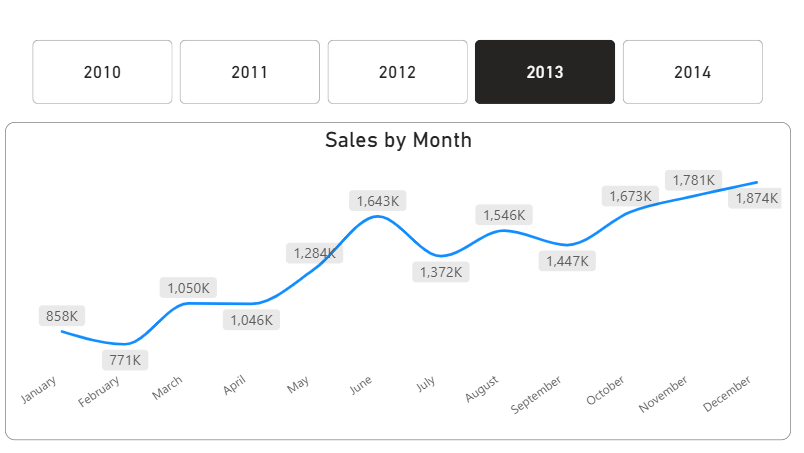 2010 2011 2012 2013 2014
Sales by Month
858K
771K
1,050K
1,046K
1,284K
1,643K
1,372K
1,546K
1,447K
1,673K
1,781K
1,874K
January February March April May June July August September October November December